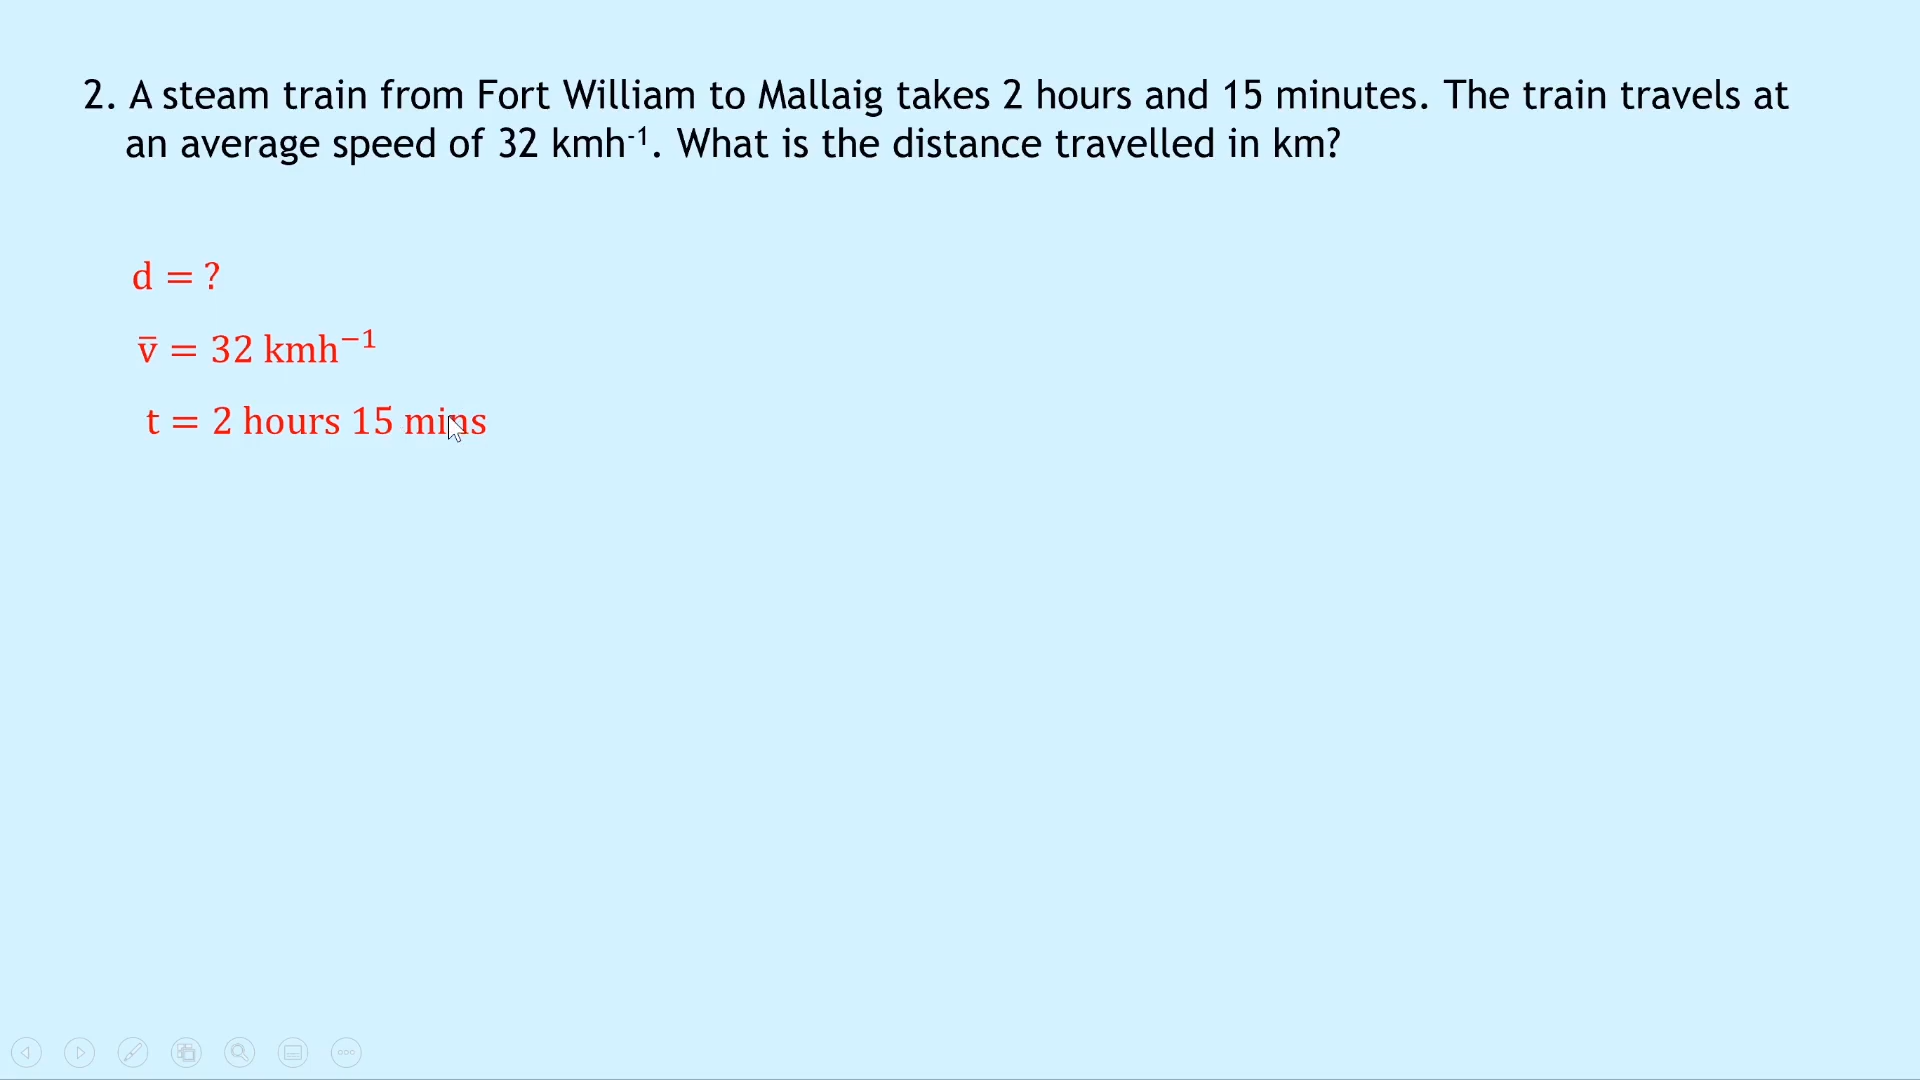 2. A steam train from Fort William to Mallaig takes 2 hours and 15 minutes. The train travels at
an average speed of 32 kmh⁻¹. What is the distance travelled in km?
d = ?
v̄ = 32 kmh⁻¹
t = 2 hours 15 mins